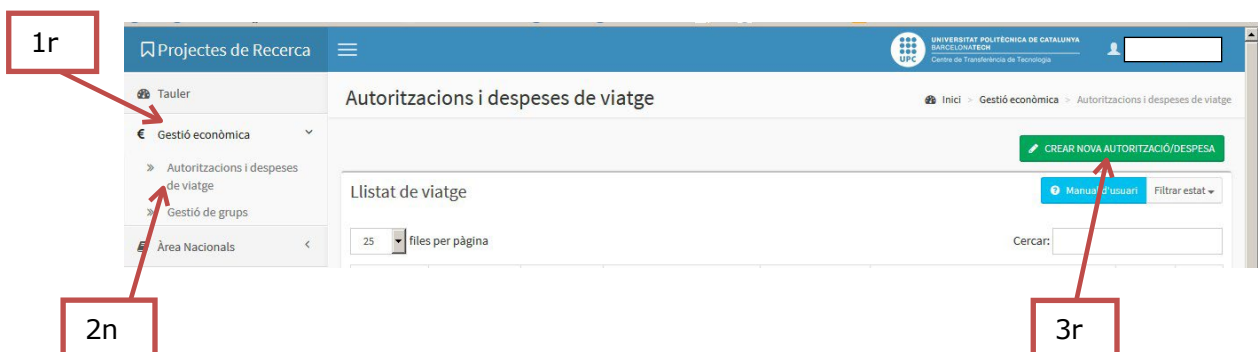 1r
Projectes de Recerca
UNIVERSITAT POLITÈCNICA DE CATALUNYA
BARCELONATECH
Centre de Transferència de Tecnologia
UPC
Tauler
Autoritzacions i despeses de viatge
Inici > Gestió econòmica > Autoritzacions i despeses de viatge
€ Gestió econòmica
CREAR NOVA AUTORITZACIÓ/DESPESA
» Autoritzacions i despeses
de viatge
Llistat de viatge
Manual d'usuari
Filtrar estat
» Gestió de grups
25 files per pàgina
Cercar:
Àrea Nacionals
2n
3r